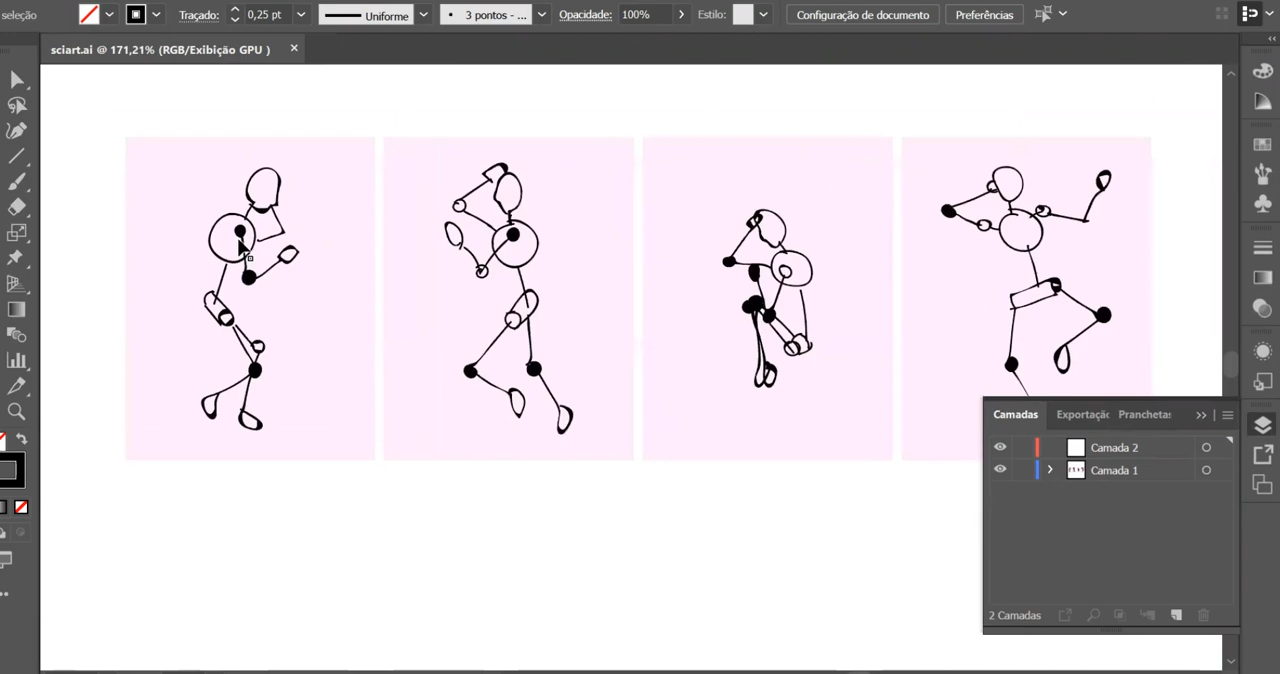 seleção Traçado: 0,25 pt Uniforme 3 pontos - ... Opacidade: 100% Estilo: Configuração de documento Preferências
sciart.ai @ 171,21% (RGB/Exibição GPU )
Camadas Exportação Pranchetas
Camada 2
Camada 1
2 Camadas